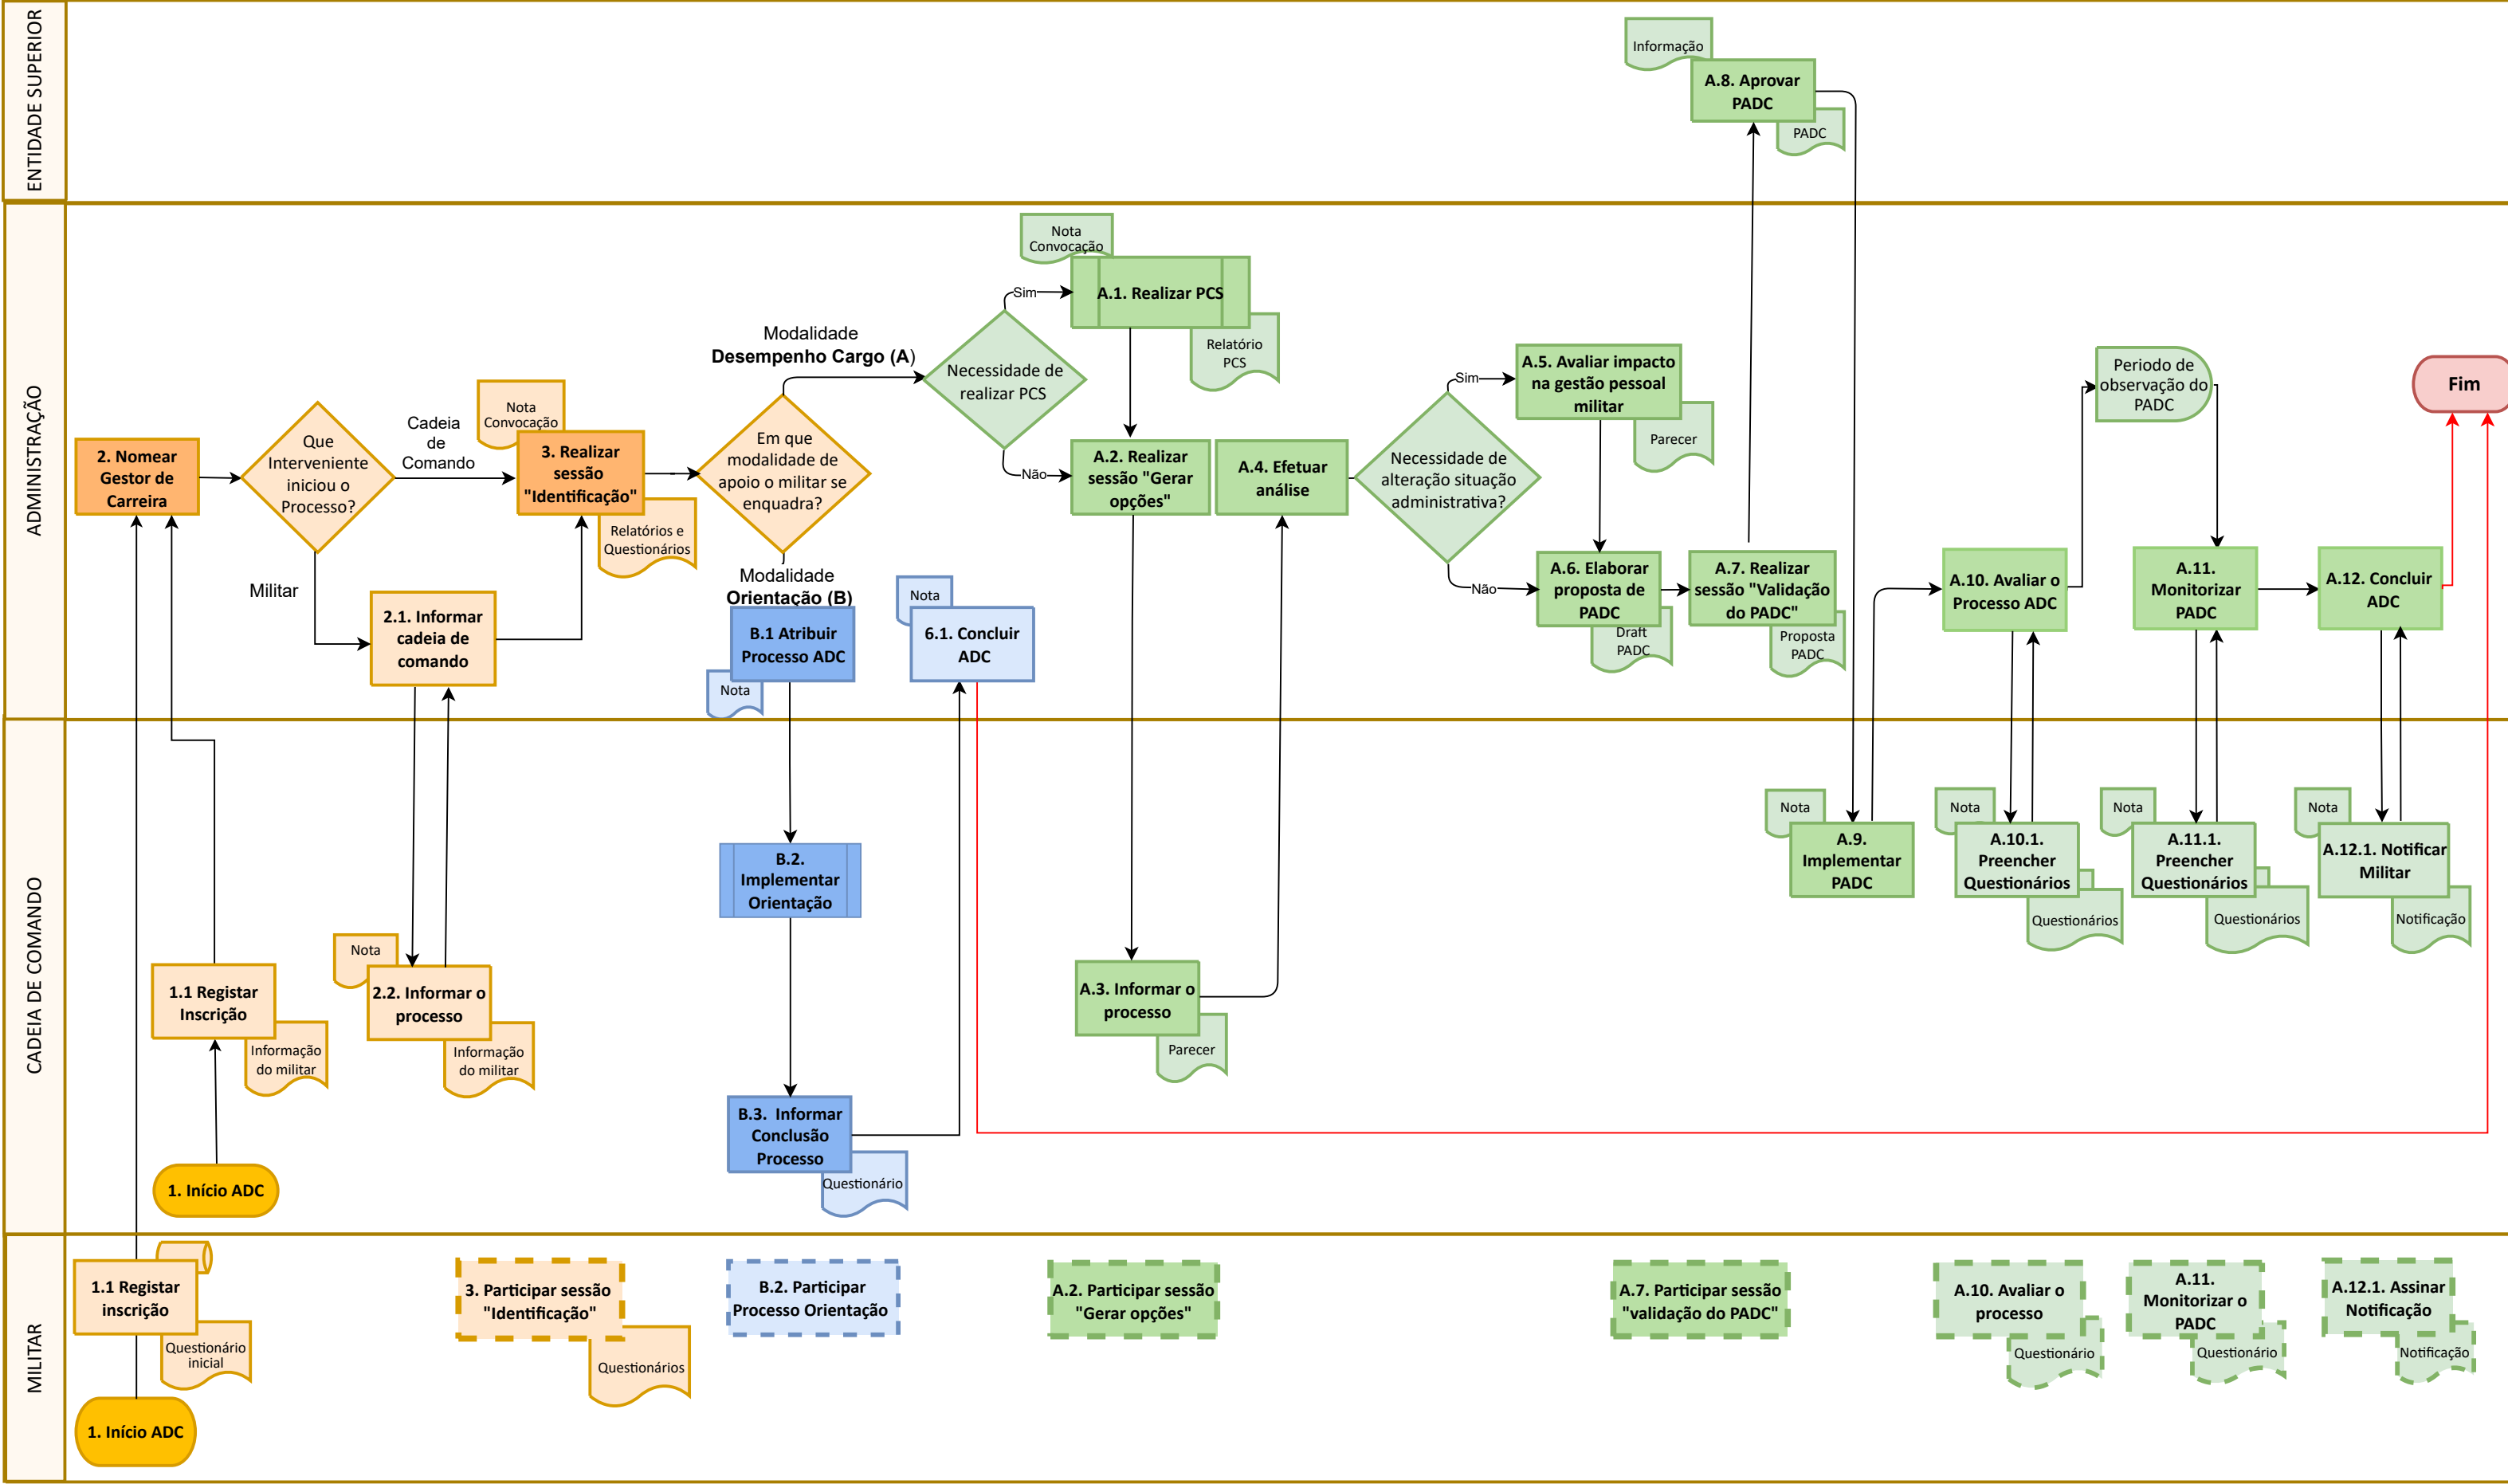 ENTIDADE SUPERIOR
Informação
A.8. Aprovar
PADC
PADC
ADMINISTRAÇÃO
2. Nomear
Gestor de
Carreira
Que
Interveniente
iniciou o
Processo?
Cadeia
de
Comando
Militar
2.1. Informar
cadeia de
comando
Nota
Convocação
3. Realizar
sessão
"Identificação"
Relatórios e
Questionários
Em que
modalidade de
apoio o militar se
enquadra?
Modalidade
Desempenho Cargo (A)
Modalidade
Orientação (B)
B.1 Atribuir
Processo ADC
Nota
Nota
6.1. Concluir
ADC
Necessidade de
realizar PCS
Sim
Não
Nota
Convocação
A.1. Realizar PCS
Relatório
PCS
A.2. Realizar
sessão "Gerar
opções"
A.4. Efetuar
análise
Necessidade de
alteração situação
administrativa?
Sim
Não
A.5. Avaliar impacto
na gestão pessoal
militar
Parecer
A.6. Elaborar
proposta de
PADC
Draft
PADC
A.7. Realizar
sessão "Validação
do PADC"
Proposta
PADC
A.10. Avaliar o
Processo ADC
Periodo de
observação do
PADC
A.11.
Monitorizar
PADC
A.12. Concluir
ADC
Fim
CADEIA DE COMANDO
1.1 Registar
Inscrição
Informação
do militar
1. Início ADC
Nota
2.2. Informar o
processo
Informação
do militar
B.2.
Implementar
Orientação
B.3. Informar
Conclusão
Processo
Questionário
A.3. Informar o
processo
Parecer
Nota
A.9.
Implementar
PADC
Nota
A.10.1.
Preencher
Questionários
Questionários
Nota
A.11.1.
Preencher
Questionários
Questionários
Nota
A.12.1. Notificar
Militar
Notificação
MILITAR
1.1 Registar
inscrição
Questionário
inicial
1. Início ADC
3. Participar sessão
"Identificação"
Questionários
B.2. Participar
Processo Orientação
A.2. Participar sessão
"Gerar opções"
A.7. Participar sessão
"validação do PADC"
A.10. Avaliar o
processo
Questionário
A.11.
Monitorizar o
PADC
Questionário
A.12.1. Assinar
Notificação
Notificação